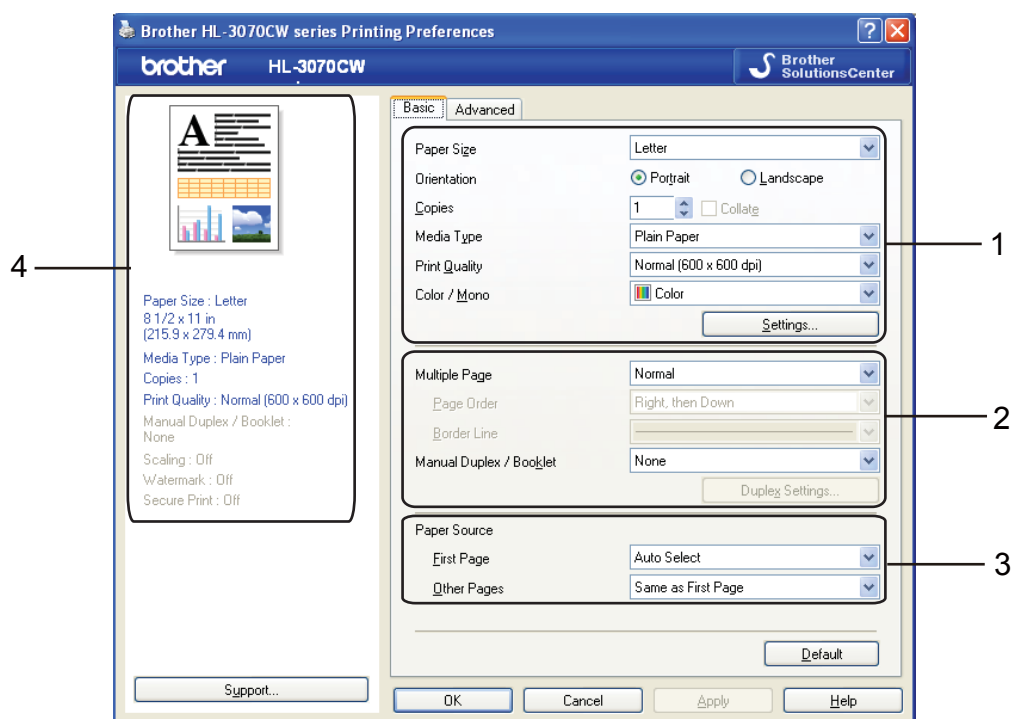 Brother HL-3070CW series Printing Preferences
brother HL-3070CW
Brother
SolutionsCenter
A
Paper Size : Letter
8 1/2 x 11 in
(215.9 x 279.4 mm)
Media Type : Plain Paper
Copies : 1
Print Quality : Normal (600 x 600 dpi)
Manual Duplex / Booklet :
None
Scaling : Off
Watermark : Off
Secure Print : Off
Support...
4
Basic Advanced
Paper Size Letter
Orientation Portrait Landscape
Copies 1 Collate
Media Type Plain Paper
Print Quality Normal (600 x 600 dpi)
Color / Mono Color
Settings...
1
Multiple Page Normal
Page Order Right, then Down
Border Line
Manual Duplex / Booklet None
Duplex Settings...
2
Paper Source
First Page Auto Select
Other Pages Same as First Page
3
Default
OK Cancel Apply Help